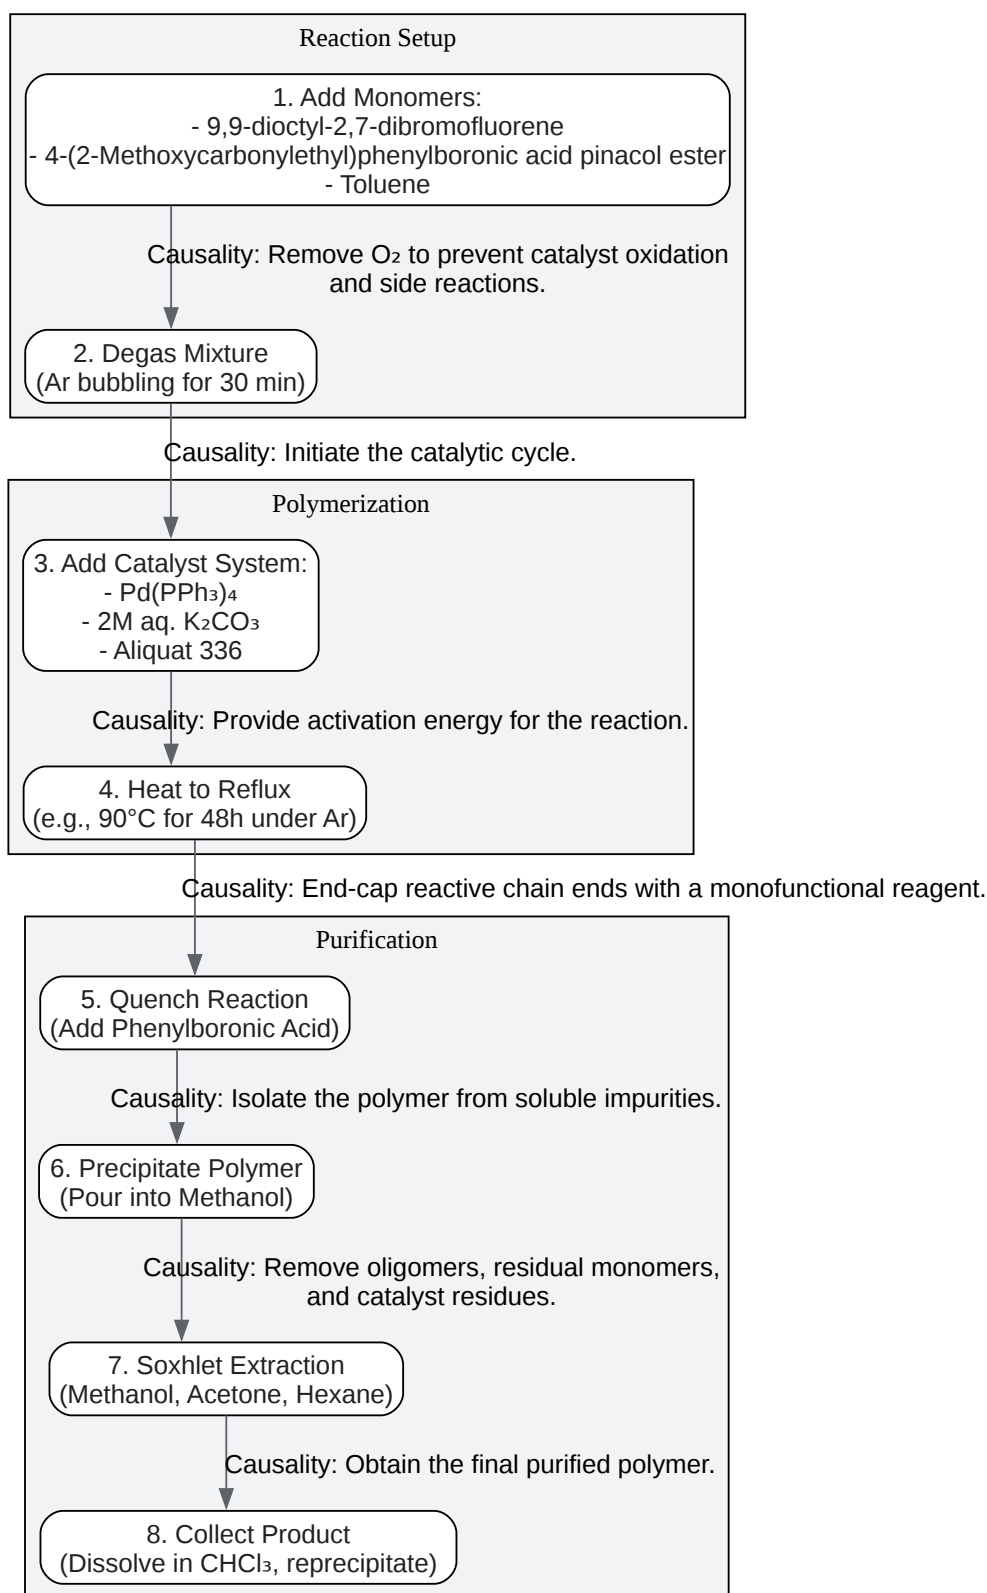 Reaction Setup
1. Add Monomers:
- 9,9-dioctyl-2,7-dibromofluorene
- 4-(2-Methoxycarbonylethyl)phenylboronic acid pinacol ester
- Toluene
Causality: Remove O₂ to prevent catalyst oxidation
and side reactions.
2. Degas Mixture
(Ar bubbling for 30 min)
Causality: Initiate the catalytic cycle.
Polymerization
3. Add Catalyst System:
- Pd(PPh₃)₄
- 2M aq. K₂CO₃
- Aliquat 336
Causality: Provide activation energy for the reaction.
4. Heat to Reflux
(e.g., 90°C for 48h under Ar)
Causality: End-cap reactive chain ends with a monofunctional reagent.
Purification
5. Quench Reaction
(Add Phenylboronic Acid)
Causality: Isolate the polymer from soluble impurities.
6. Precipitate Polymer
(Pour into Methanol)
Causality: Remove oligomers, residual monomers,
and catalyst residues.
7. Soxhlet Extraction
(Methanol, Acetone, Hexane)
Causality: Obtain the final purified polymer.
8. Collect Product
(Dissolve in CHCl₃, reprecipitate)